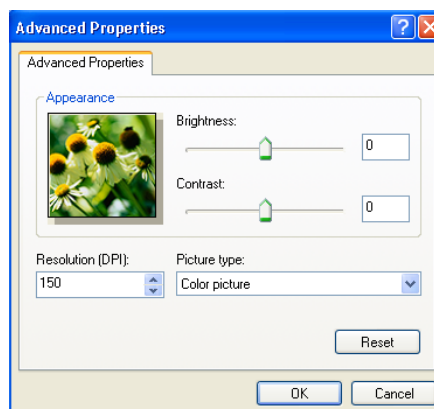 Advanced Properties
Advanced Properties
Appearance
Brightness:
0
Contrast:
0
Resolution (DPI): Picture type:
150 Color picture
Reset
OK Cancel